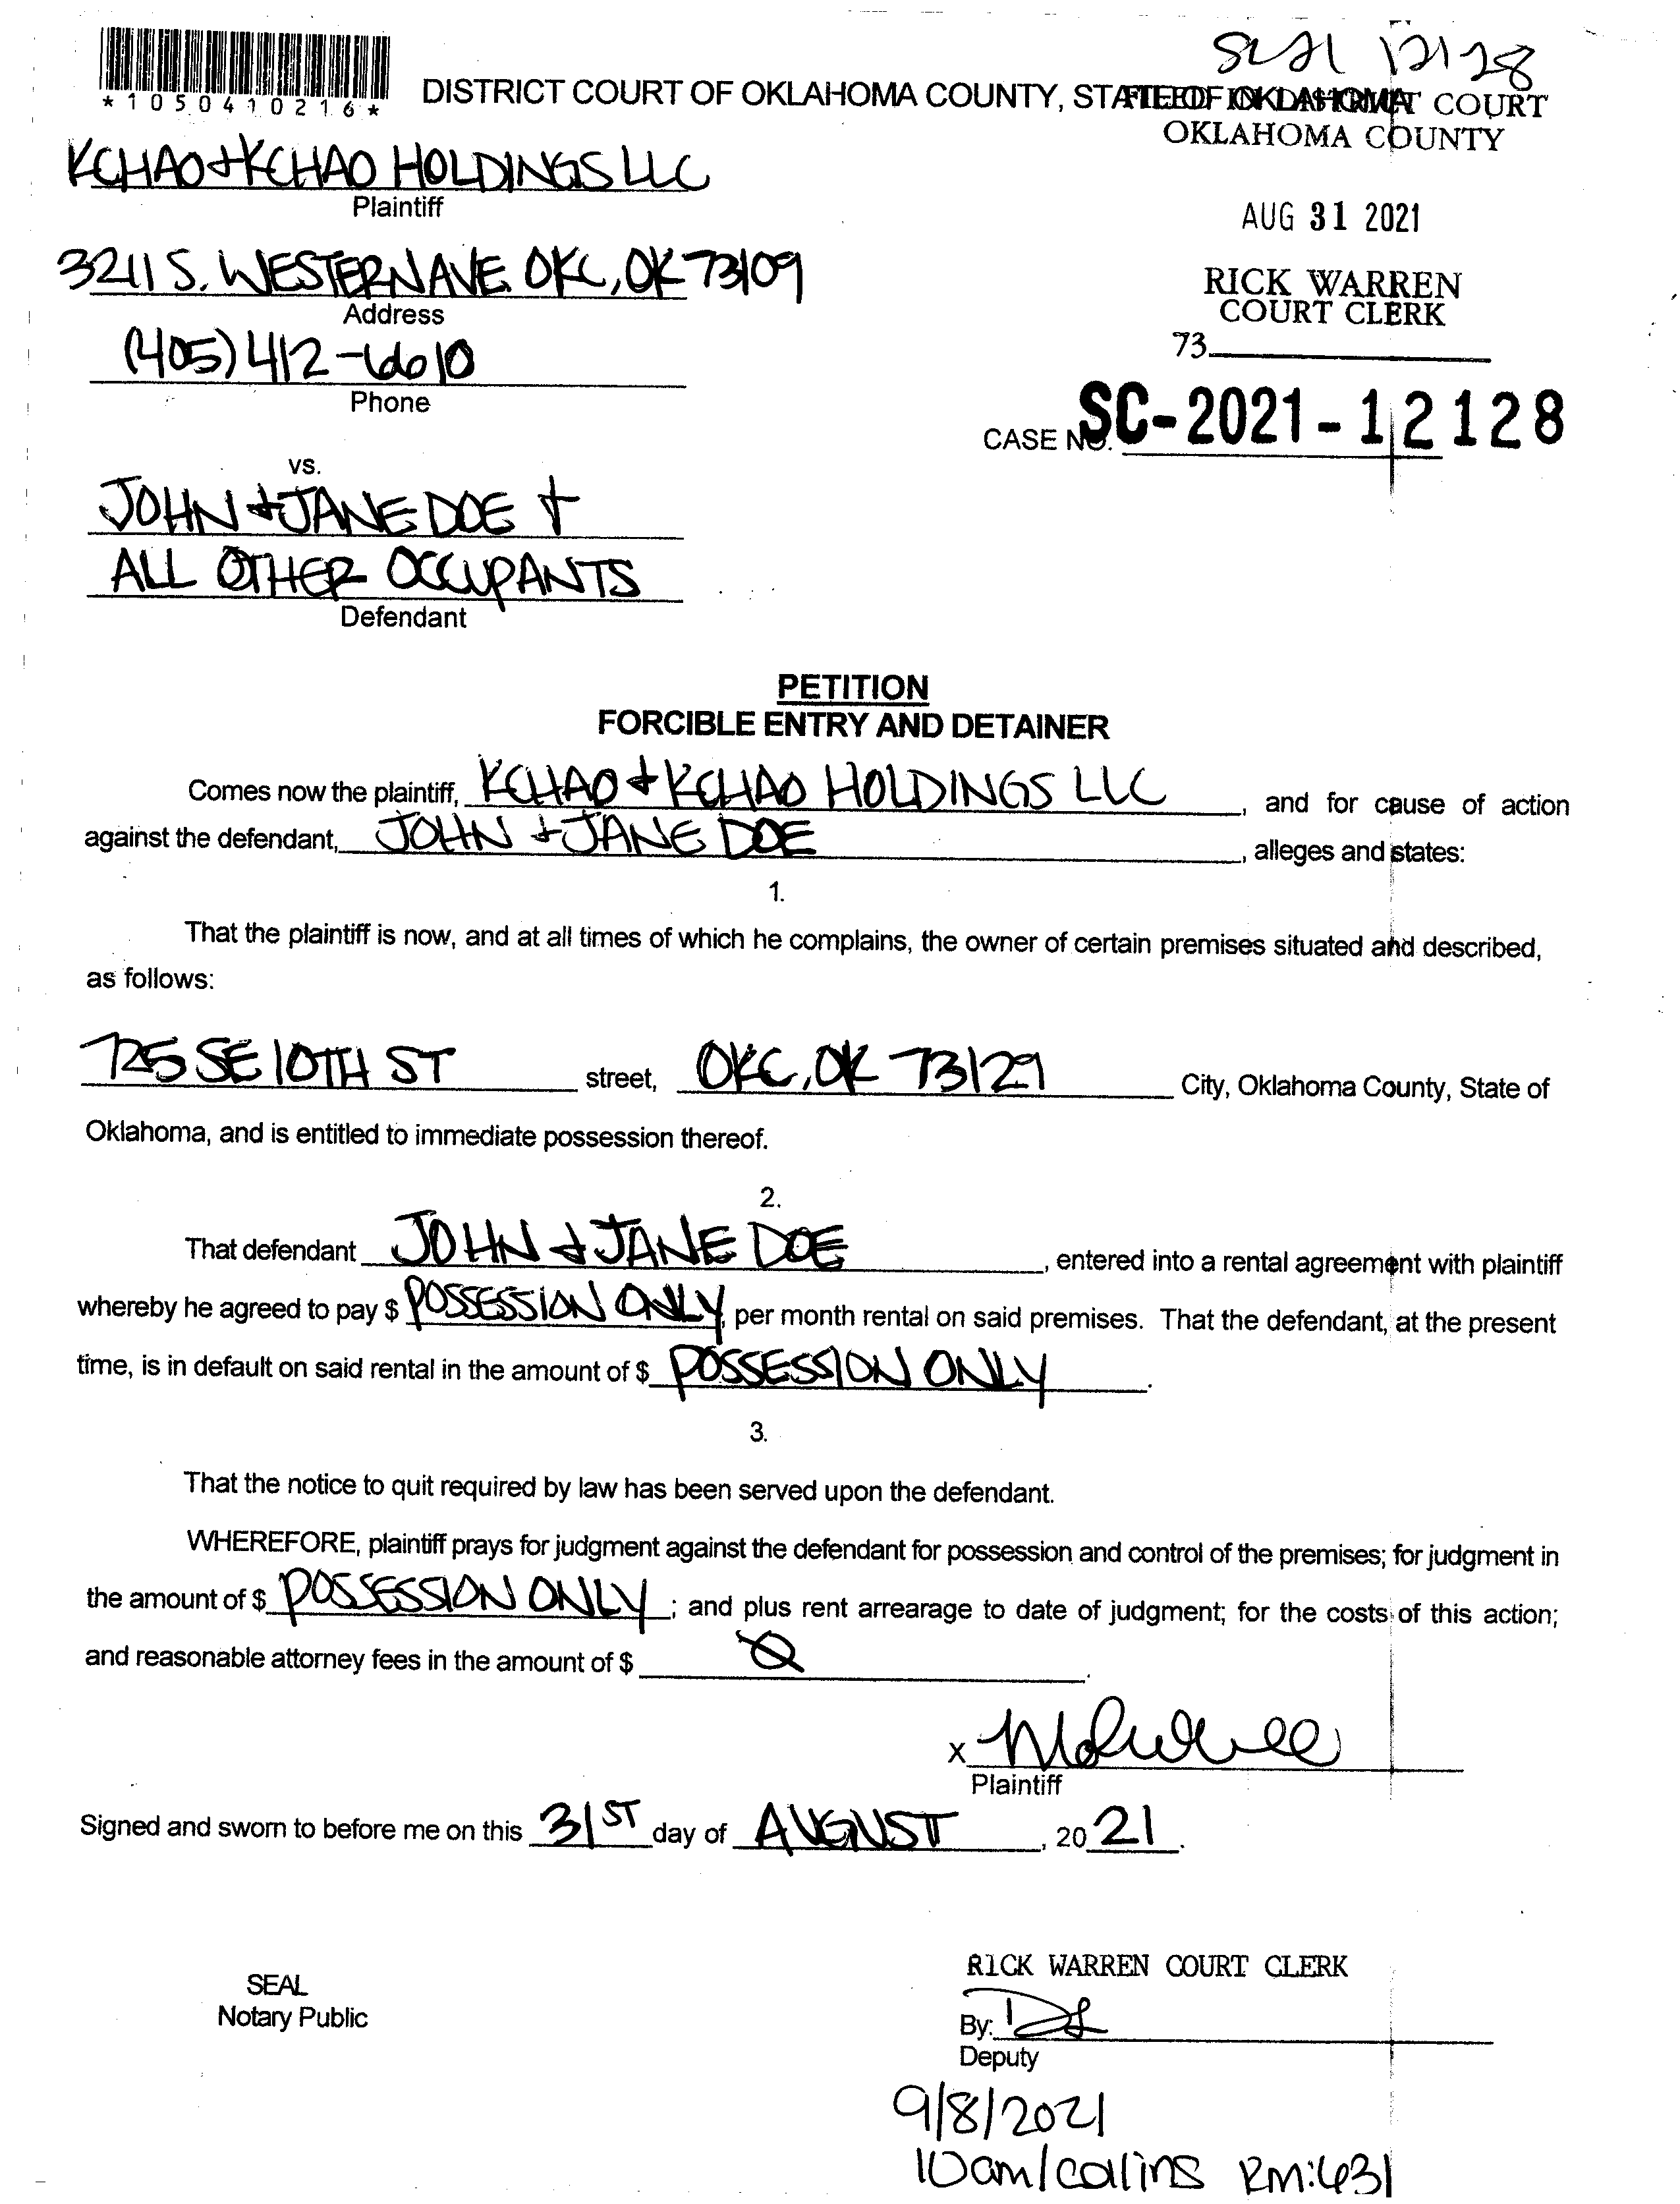 SC21 12128
*1050410216*
DISTRICT COURT OF OKLAHOMA COUNTY, STATE OF OKLAHOMA
FILED IN DISTRICT COURT
OKLAHOMA COUNTY
KCHAO + KCHAO HOLDINGS LLC
Plaintiff
AUG 31 2021
3211 S. WESTERN AVE. OKC, OK 73109
Address
RICK WARREN
COURT CLERK
(405) 412-6610
Phone
73
CASE NO. SC-2021-12128
vs.
JOHN + JANE DOE +
ALL OTHER OCCUPANTS
Defendant
PETITION
FORCIBLE ENTRY AND DETAINER
Comes now the plaintiff, KCHAO + KCHAO HOLDINGS LLC, and for cause of action
against the defendant, JOHN + JANE DOE, alleges and states:
1.
That the plaintiff is now, and at all times of which he complains, the owner of certain premises situated and described,
as follows:
725 SE 10TH ST street, OKC, OK 73129 City, Oklahoma County, State of
Oklahoma, and is entitled to immediate possession thereof.
2.
That defendant JOHN + JANE DOE, entered into a rental agreement with plaintiff
whereby he agreed to pay $ POSSESSION ONLY, per month rental on said premises. That the defendant, at the present
time, is in default on said rental in the amount of $ POSSESSION ONLY.
3.
That the notice to quit required by law has been served upon the defendant.
WHEREFORE, plaintiff prays for judgment against the defendant for possession and control of the premises; for judgment in
the amount of $ POSSESSION ONLY; and plus rent arrearage to date of judgment; for the costs of this action;
and reasonable attorney fees in the amount of $ Ø.
X
Plaintiff
Signed and sworn to before me on this 31ST day of AUGUST, 2021.
RICK WARREN COURT CLERK
SEAL
Notary Public
By:
Deputy
9/8/2021
10am/collins RM:431